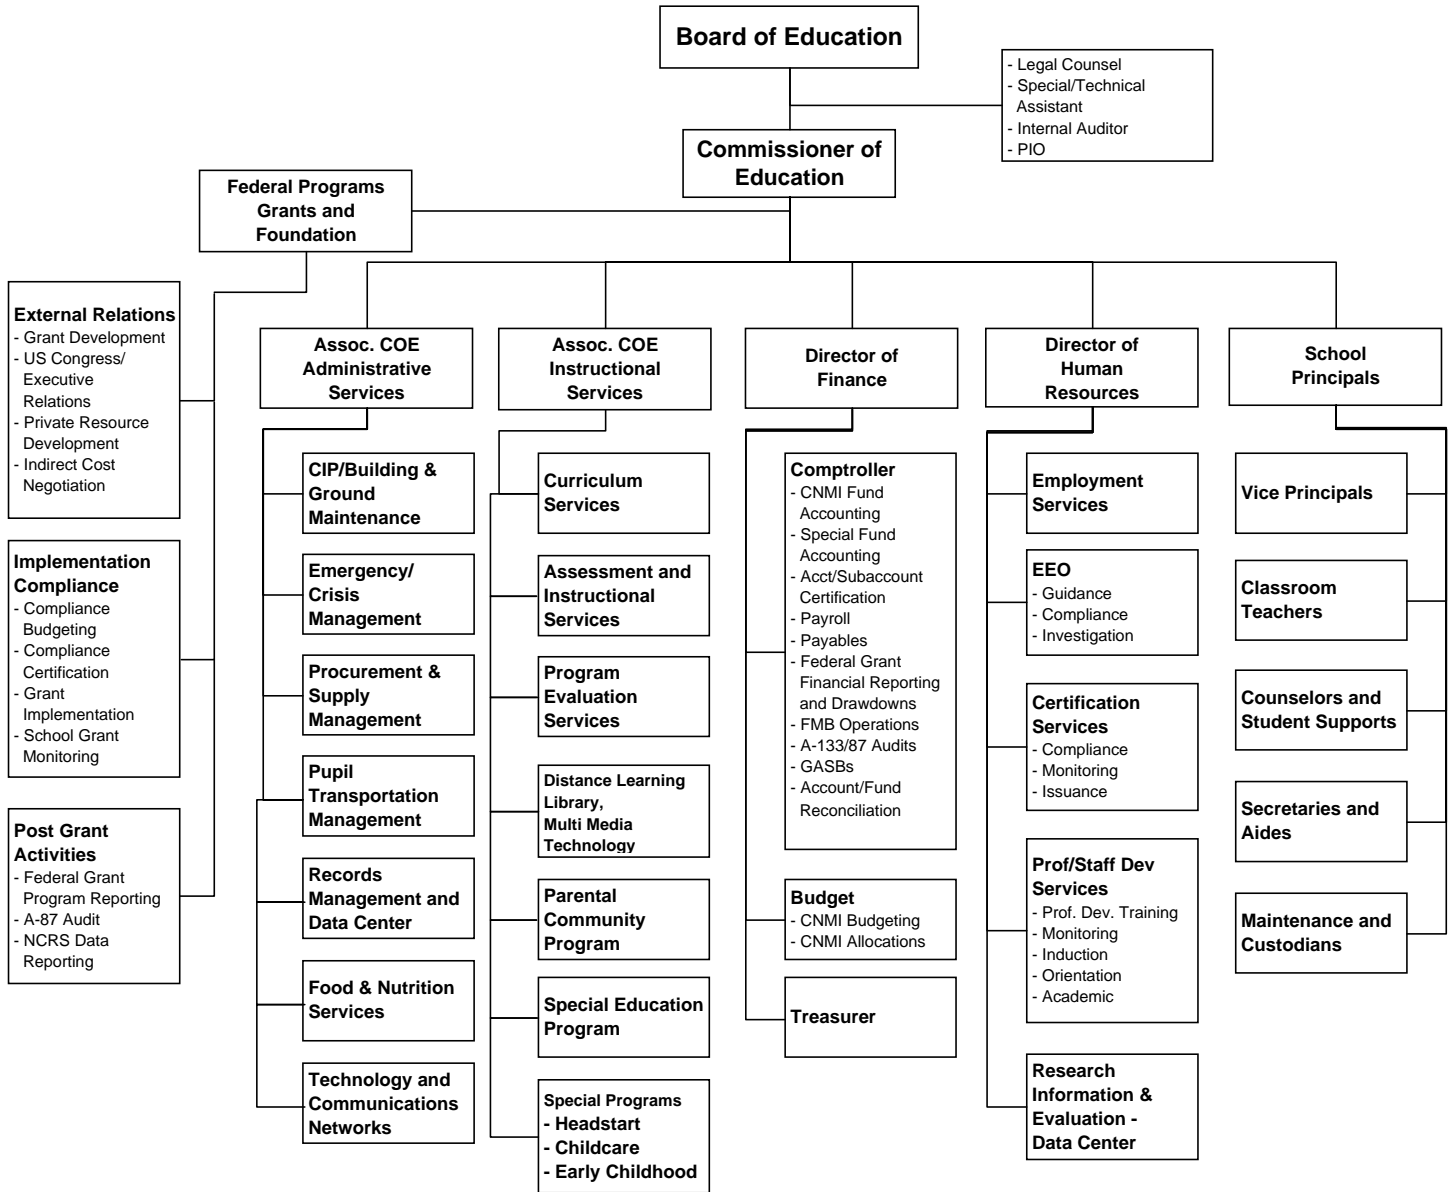 Board of Education
- Legal Counsel
- Special/Technical
Assistant
- Internal Auditor
- PIO
Commissioner of
Education
Federal Programs
Grants and
Foundation
External Relations
- Grant Development
- US Congress/
Executive
Relations
- Private Resource
Development
- Indirect Cost
Negotiation
Implementation
Compliance
- Compliance
Budgeting
- Compliance
Certification
- Grant
Implementation
- School Grant
Monitoring
Post Grant
Activities
- Federal Grant
Program Reporting
- A-87 Audit
- NCRS Data
Reporting
Assoc. COE
Administrative
Services
CIP/Building &
Ground
Maintenance
Emergency/
Crisis
Management
Procurement &
Supply
Management
Pupil
Transportation
Management
Records
Management and
Data Center
Food & Nutrition
Services
Technology and
Communications
Networks
Assoc. COE
Instructional
Services
Curriculum
Services
Assessment and
Instructional
Services
Program
Evaluation
Services
Distance Learning
Library,
Multi Media
Technology
Parental
Community
Program
Special Education
Program
Special Programs
- Headstart
- Childcare
- Early Childhood
Director of
Finance
Comptroller
- CNMI Fund
Accounting
- Special Fund
Accounting
- Acct/Subaccount
Certification
- Payroll
- Payables
- Federal Grant
Financial Reporting
and Drawdowns
- FMB Operations
- A-133/87 Audits
- GASBs
- Account/Fund
Reconciliation
Budget
- CNMI Budgeting
- CNMI Allocations
Treasurer
Director of
Human
Resources
Employment
Services
EEO
- Guidance
- Compliance
- Investigation
Certification
Services
- Compliance
- Monitoring
- Issuance
Prof/Staff Dev
Services
- Prof. Dev. Training
- Monitoring
- Induction
- Orientation
- Academic
Research
Information &
Evaluation -
Data Center
School
Principals
Vice Principals
Classroom
Teachers
Counselors and
Student Supports
Secretaries and
Aides
Maintenance and
Custodians